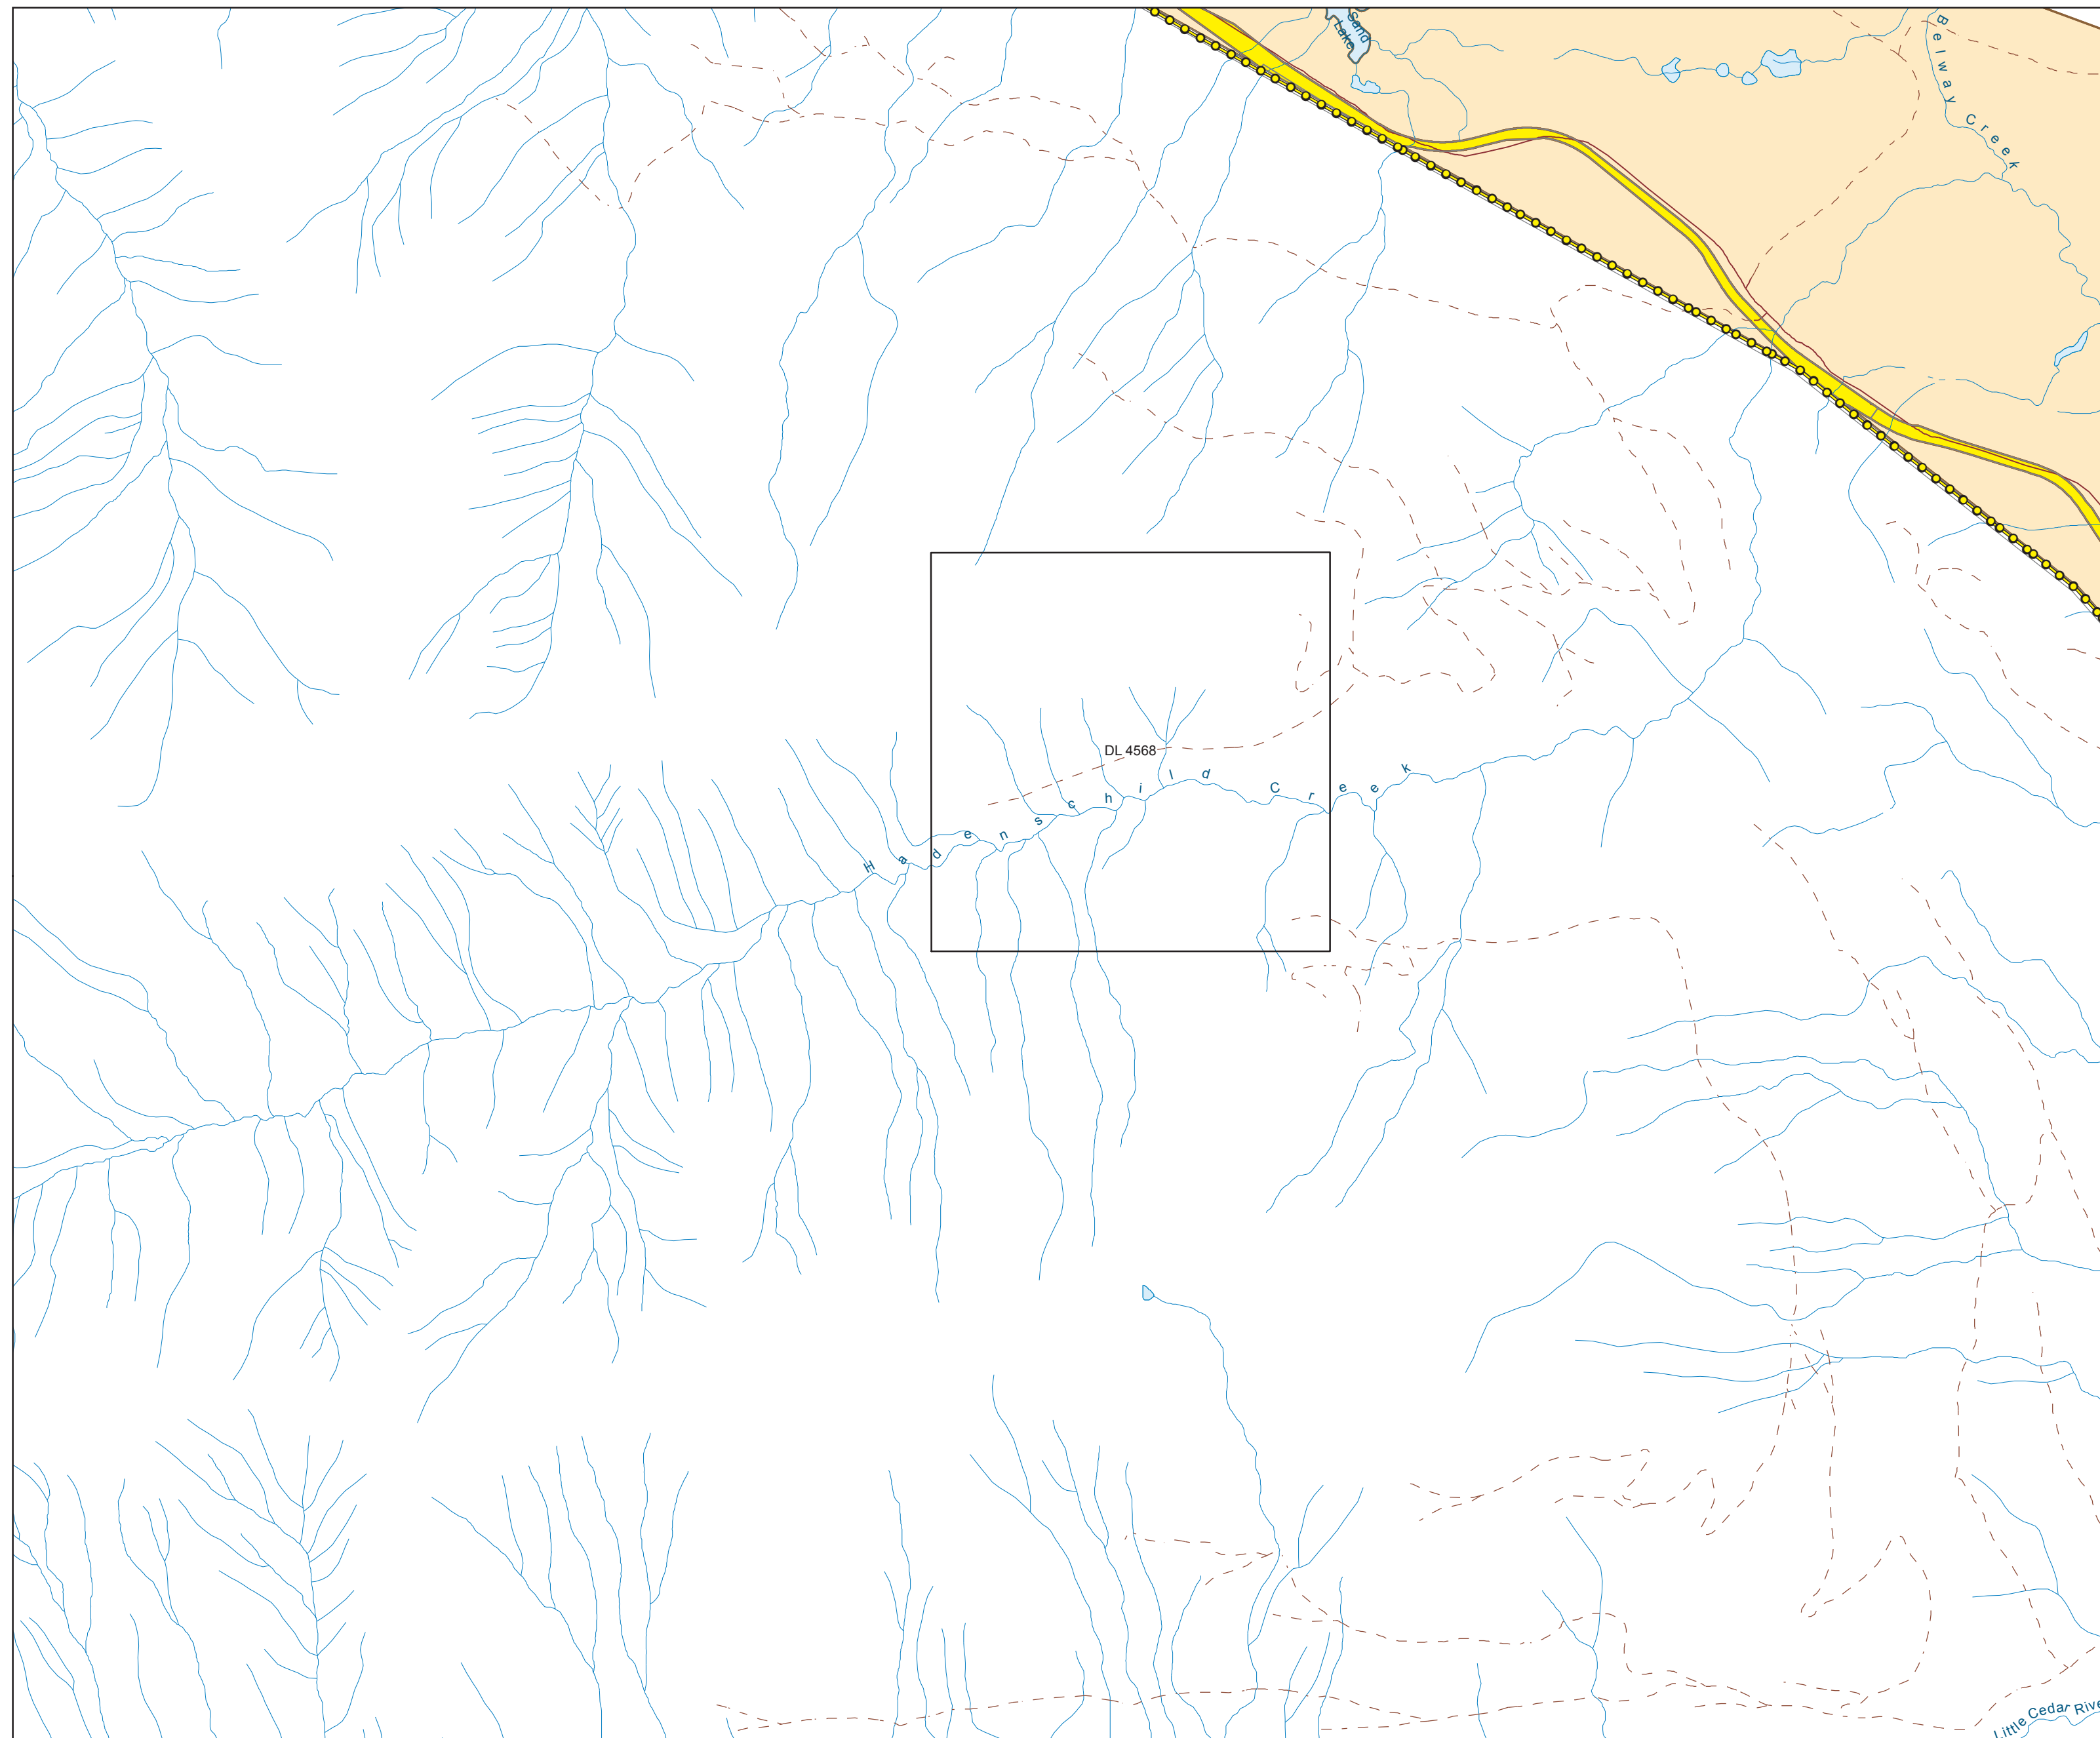 Sand
Lake
Belway Creek
DL 4568
Hadenschild Creek
Little Cedar Rive